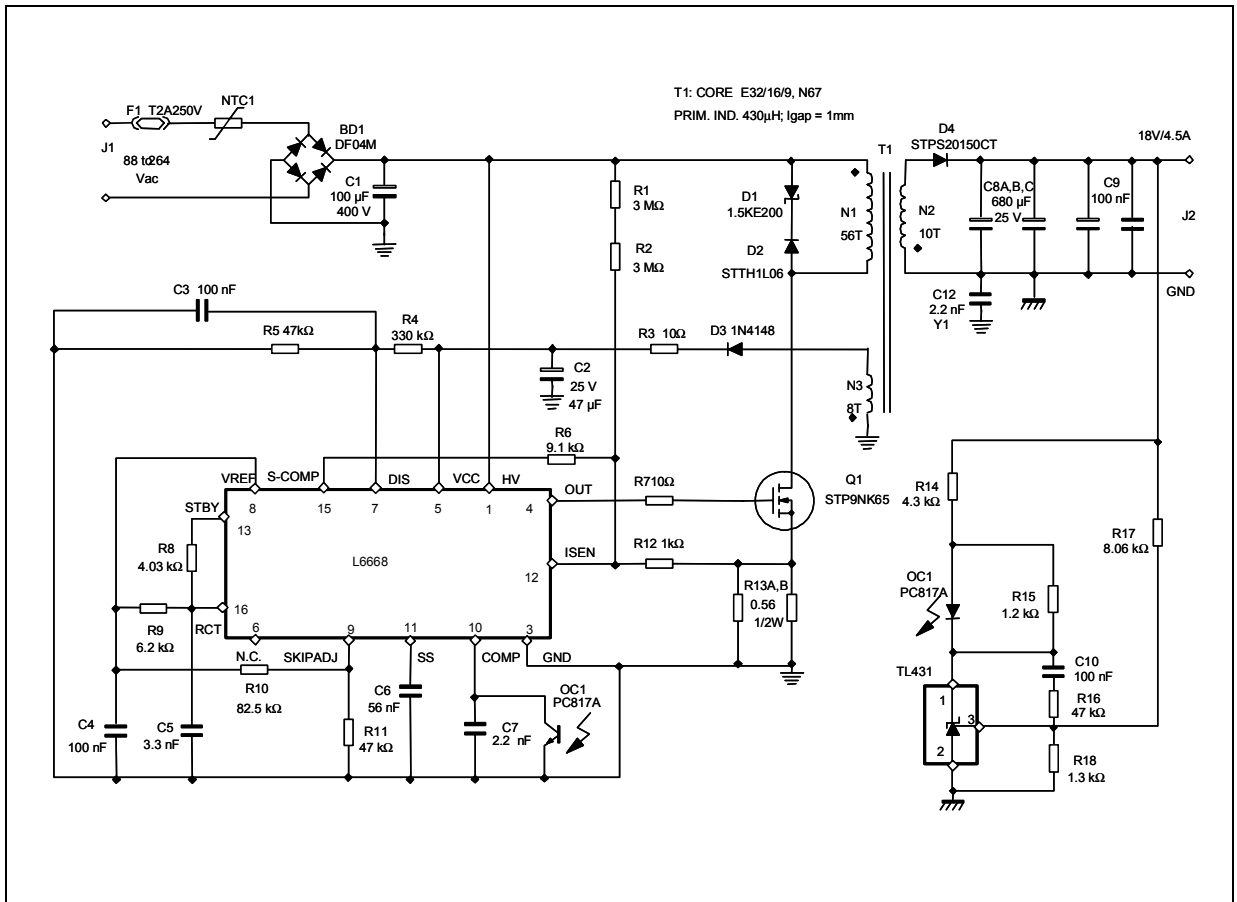 T1: CORE E32/16/9, N67
PRIM. IND. 430µH; lgap = 1mm
F1 T2A250V
NTC1
J1
88 to264
Vac
BD1
DF04M
C1
100 µF
400 V
R1
3 MΩ
R2
3 MΩ
D1
1.5KE200
D2
STTH1L06
N1
56T
T1
N2
10T
D4
STPS20150CT
18V/4.5A
C8A,B,C
680 µF
25 V
C9
100 nF
J2
GND
C12
2.2 nF
Y1
C3 100 nF
R5 47kΩ
R4
330 kΩ
R3 10Ω
D3 1N4148
C2
25 V
47 µF
N3
8T
R6
9.1 kΩ
VREF
S-COMP
DIS
VCC
HV
OUT
8
15
7
5
1
4
STBY
13
R7 10Ω
Q1
STP9NK65
R14
4.3 kΩ
R17
8.06 kΩ
R8
4.03 kΩ
L6668
ISEN
12
R12 1kΩ
R13A,B
0.56
1/2W
OC1
PC817A
R15
1.2 kΩ
R9
6.2 kΩ
16
RCT
6
9
11
10
3
N.C.
SKIPADJ
SS
COMP
GND
R10
82.5 kΩ
C4
100 nF
C5
3.3 nF
R11
47 kΩ
C6
56 nF
C7
2.2 nF
OC1
PC817A
TL431
1
3
2
C10
100 nF
R16
47 kΩ
R18
1.3 kΩ